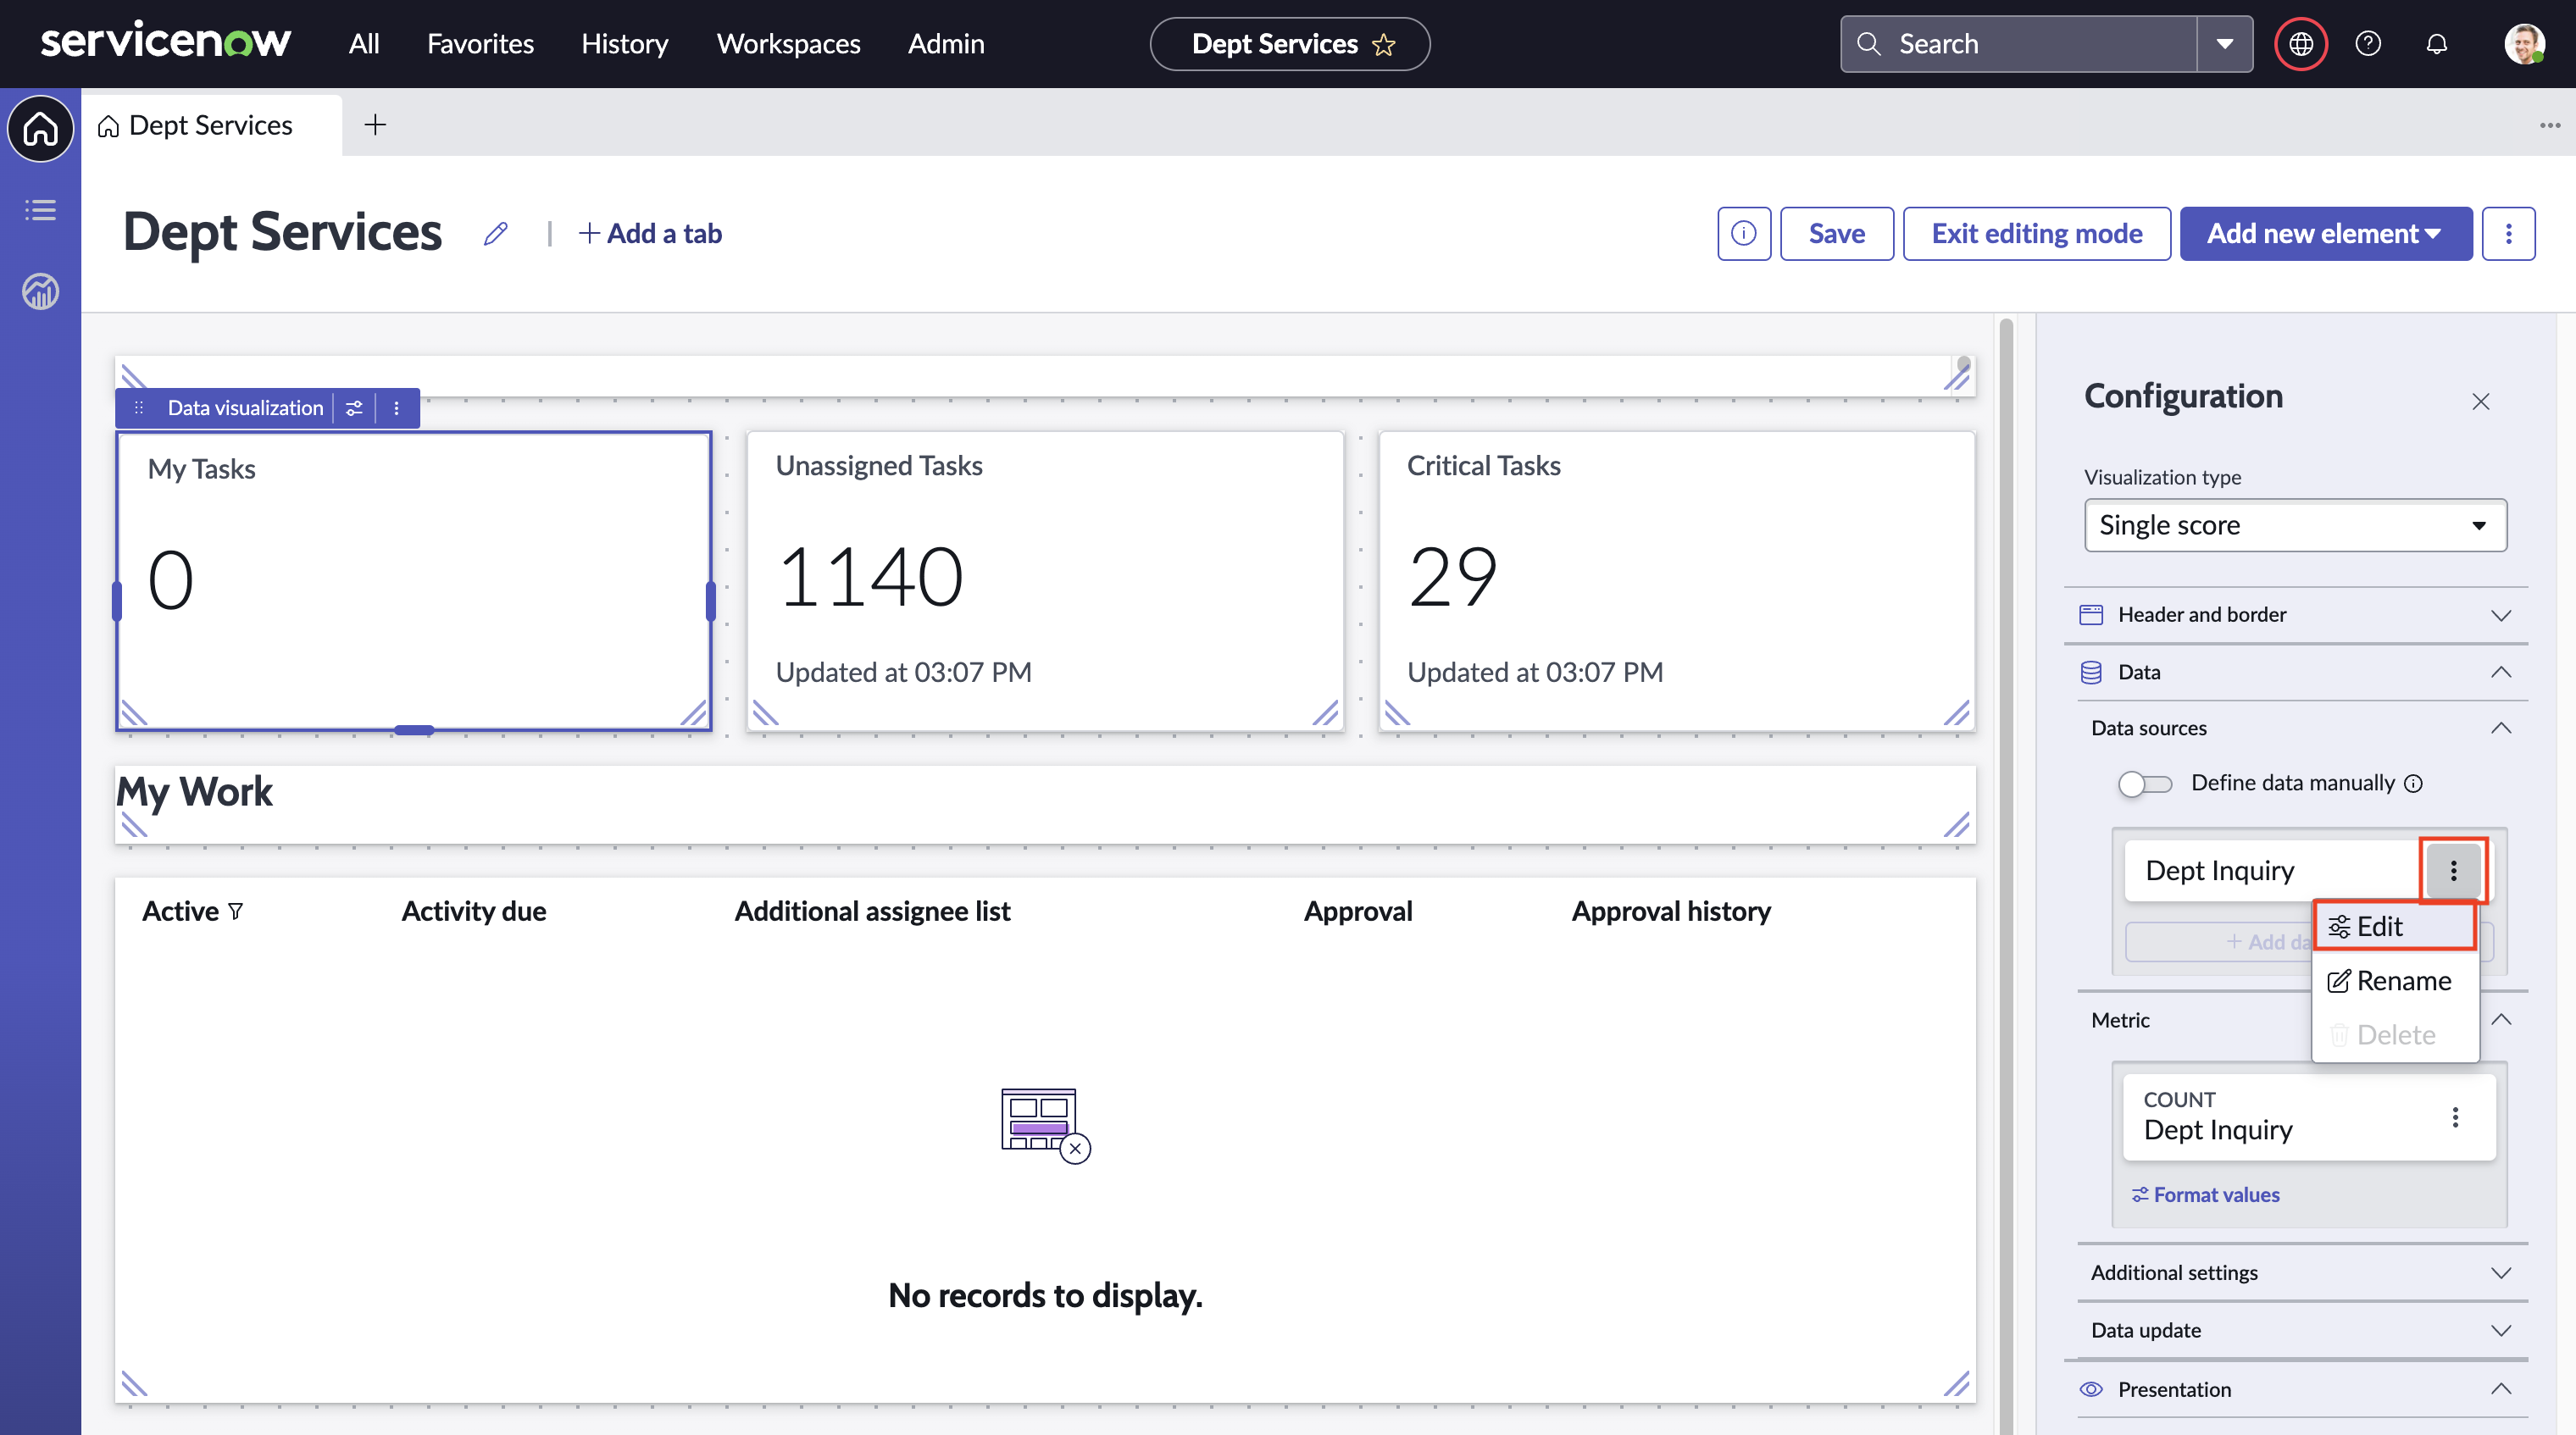 servicenow All Favorites History Workspaces Admin Dept Services Search
Dept Services
Dept Services Add a tab Save Exit editing mode Add new element
Data visualization
My Tasks
0
Unassigned Tasks
1140
Updated at 03:07 PM
Critical Tasks
29
Updated at 03:07 PM
My Work
Active Activity due Additional assignee list Approval Approval history
No records to display.
Configuration
Visualization type
Single score
Header and border
Data
Data sources
Define data manually
Dept Inquiry
+ Add da
Edit
Rename
Delete
Metric
COUNT
Dept Inquiry
Format values
Additional settings
Data update
Presentation